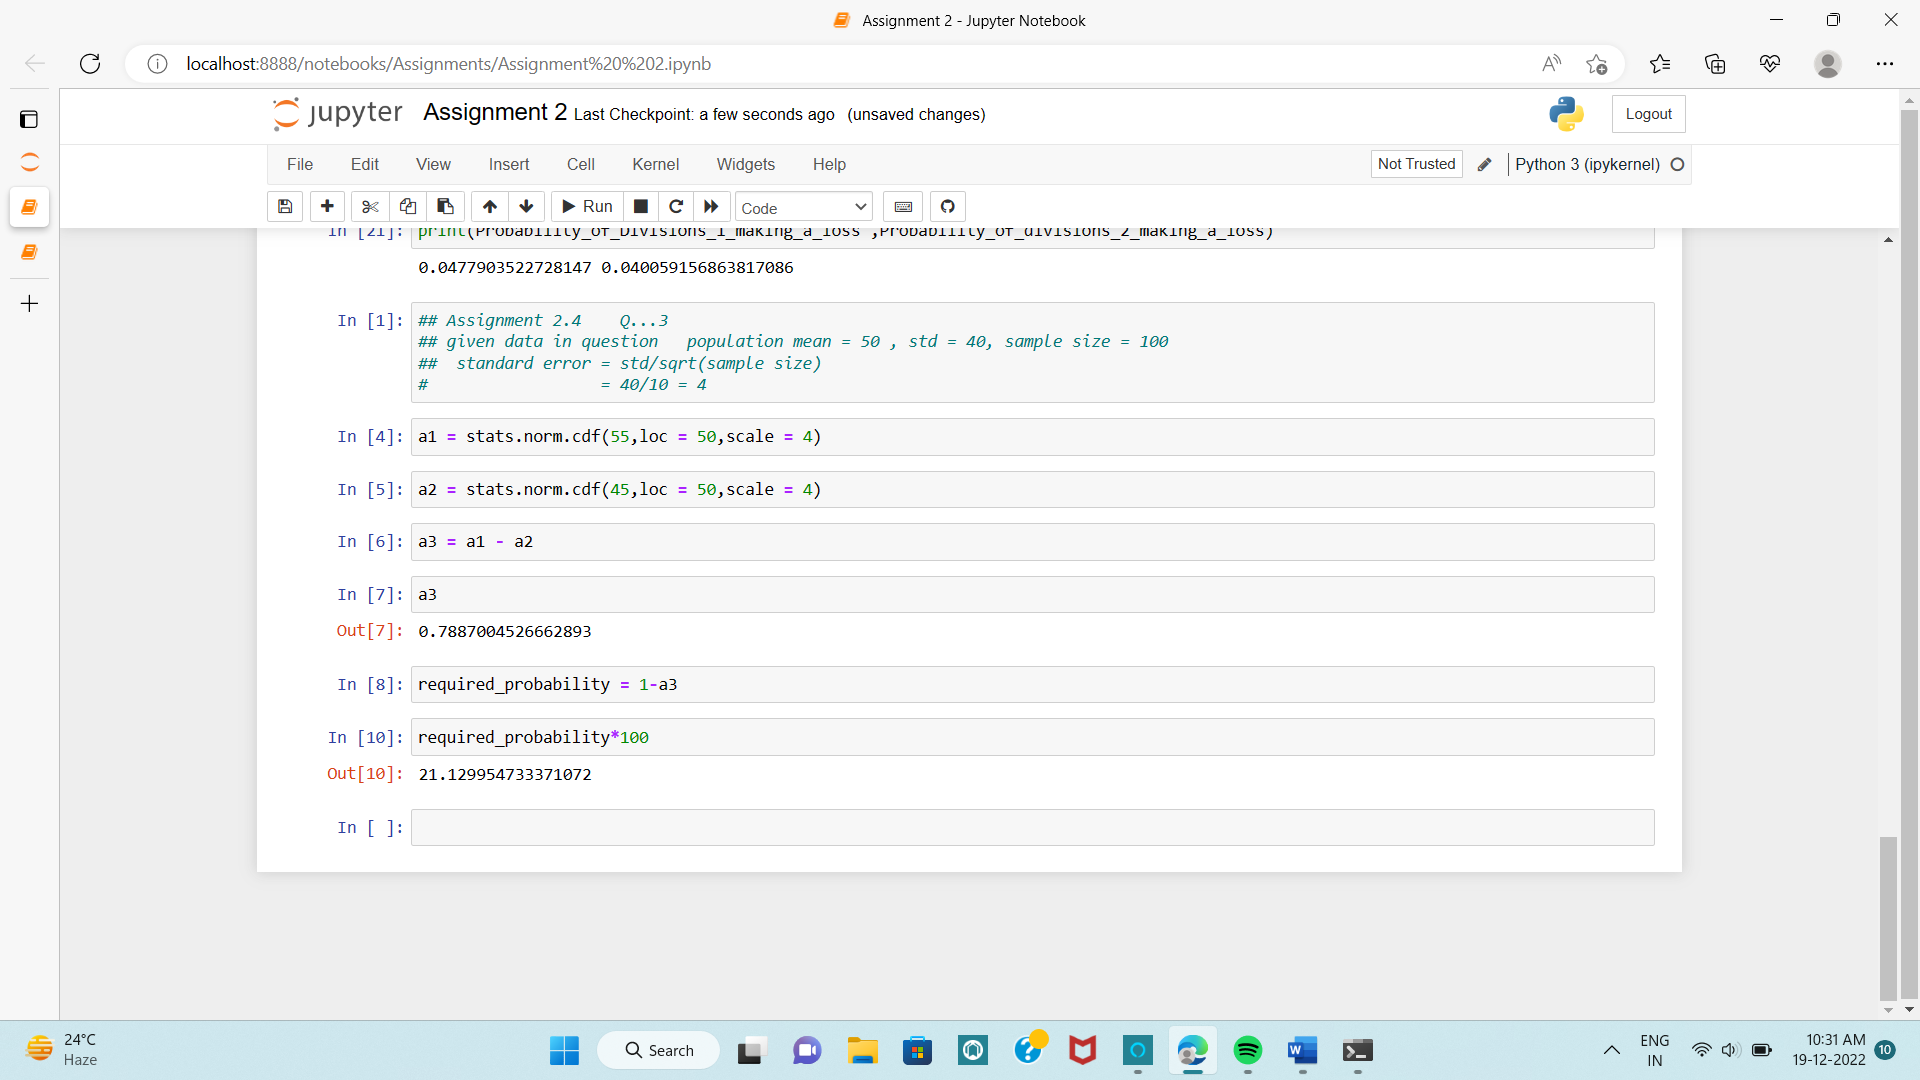 Assignment 2 - Jupyter Notebook
localhost:8888/notebooks/Assignments/Assignment%20%202.ipynb
jupyter Assignment 2 Last Checkpoint: a few seconds ago (unsaved changes)
Logout
File Edit View Insert Cell Kernel Widgets Help
Not Trusted Python 3 (ipykernel)
Run Code
In [21]: print(Probability_of_Divisions_1_making_a_loss ,Probability_of_divisions_2_making_a_loss)
0.0477903522728147 0.040059156863817086
In [1]: ## Assignment 2.4 Q...3
## given data in question population mean = 50 , std = 40, sample size = 100
## standard error = std/sqrt(sample size)
# = 40/10 = 4
In [4]: a1 = stats.norm.cdf(55,loc = 50,scale = 4)
In [5]: a2 = stats.norm.cdf(45,loc = 50,scale = 4)
In [6]: a3 = a1 - a2
In [7]: a3
Out[7]: 0.7887004526662893
In [8]: required_probability = 1-a3
In [10]: required_probability*100
Out[10]: 21.129954733371072
In [ ]:
24°C
Haze
Search
ENG
IN
10:31 AM
19-12-2022
10